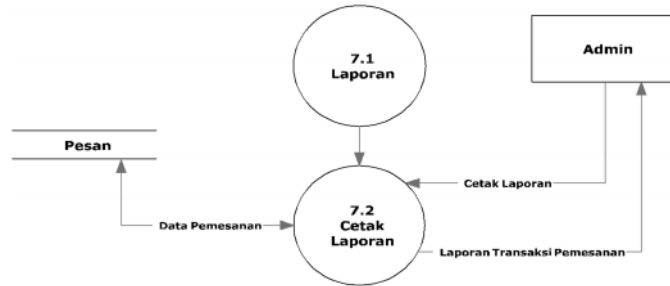 7.1
Laporan
Admin
Pesan
Cetak Laporan
7.2
Cetak
Laporan
Data Pemesanan
Laporan Transaksi Pemesanan